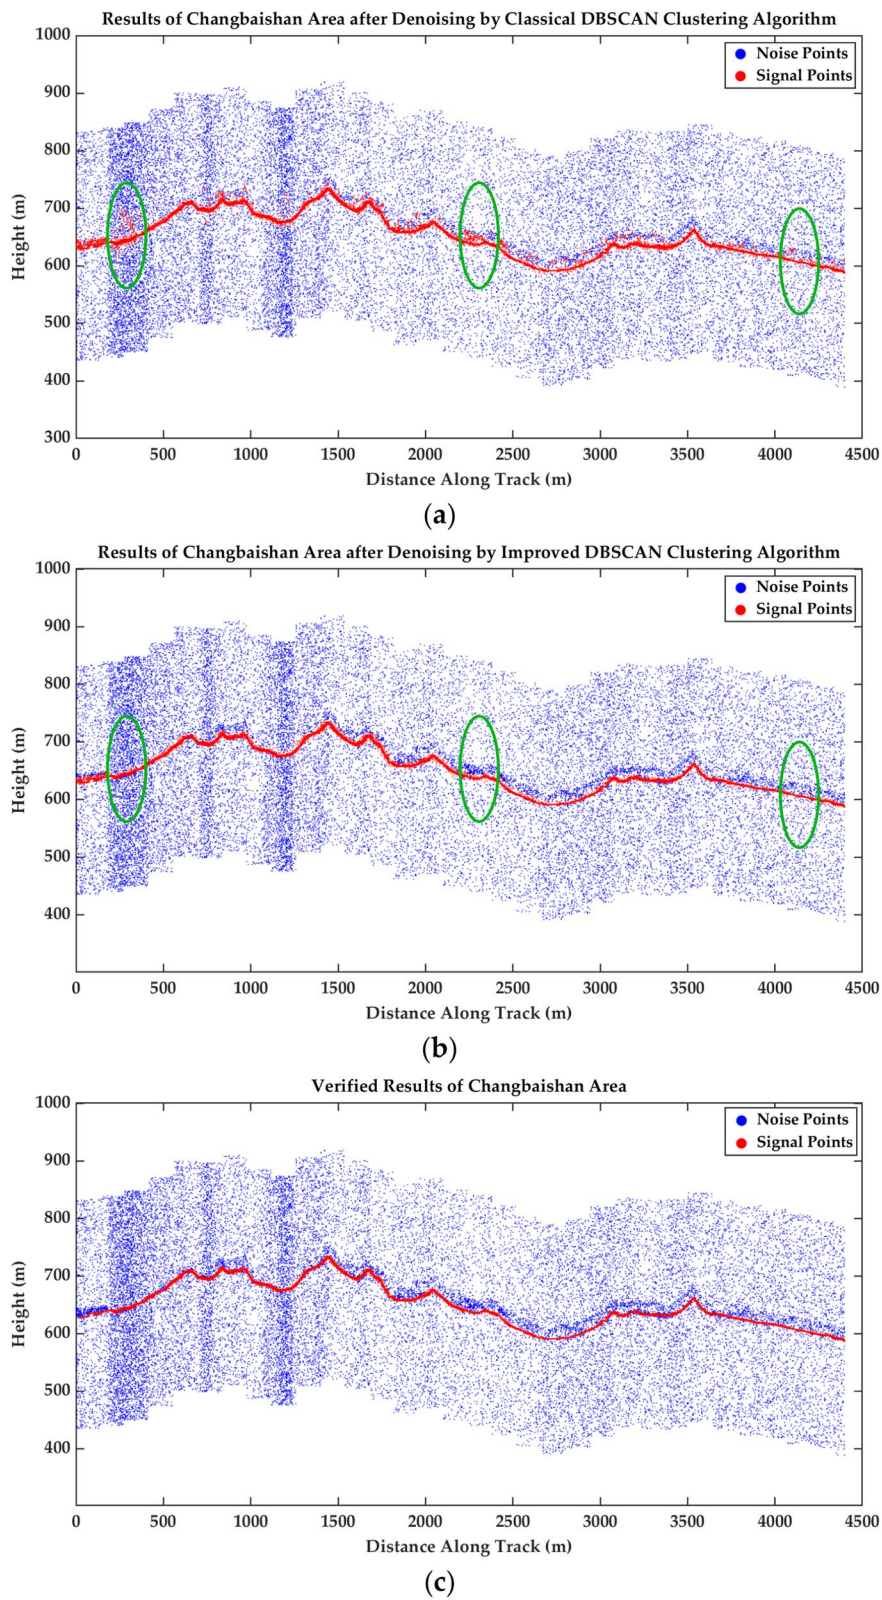 Results of Changbaishan Area after Denoising by Classical DBSCAN Clustering Algorithm
1000
900
800
700
600
500
400
300
Height (m)
Noise Points
Signal Points
0 500 1000 1500 2000 2500 3000 3500 4000 4500
Distance Along Track (m)
(a)
Results of Changbaishan Area after Denoising by Improved DBSCAN Clustering Algorithm
1000
900
800
700
600
500
400
Height (m)
Noise Points
Signal Points
0 500 1000 1500 2000 2500 3000 3500 4000 4500
Distance Along Track (m)
(b)
Verified Results of Changbaishan Area
1000
900
800
700
600
500
400
Height (m)
Noise Points
Signal Points
0 500 1000 1500 2000 2500 3000 3500 4000 4500
Distance Along Track (m)
(c)